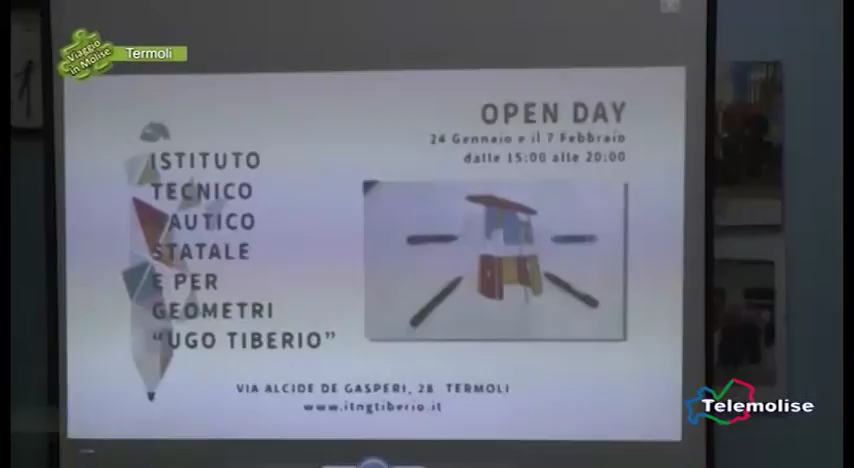 Viaggio
in Molise
Termoli
OPEN DAY
24 Gennaio e il 7 Febbraio
dalle 15:00 alle 20:00
ISTITUTO
TECNICO
AUTICO
STATALE
E PER
GEOMETRI
"UGO TIBERIO"
VIA ALCIDE DE GASPERI, 28 TERMOLI
www.itngtiberio.it
Telemolise